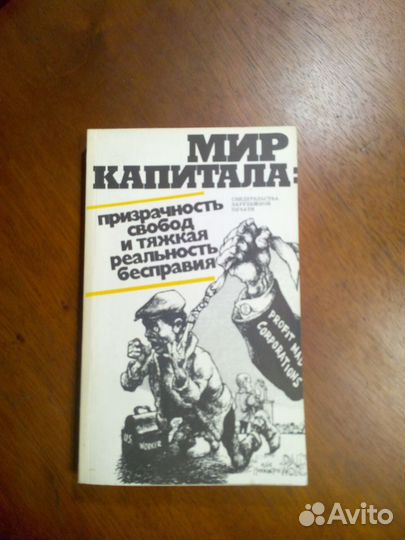 МИР
КАПИТАЛА:
СВИДЕТЕЛЬСТВА
ЗАРУБЕЖНОЙ
ПЕЧАТИ
призрачность
свобод
и тяжкая
реальность
бесправия
PROFIT MAD
CORPORATIONS
US
WORKER
Avito